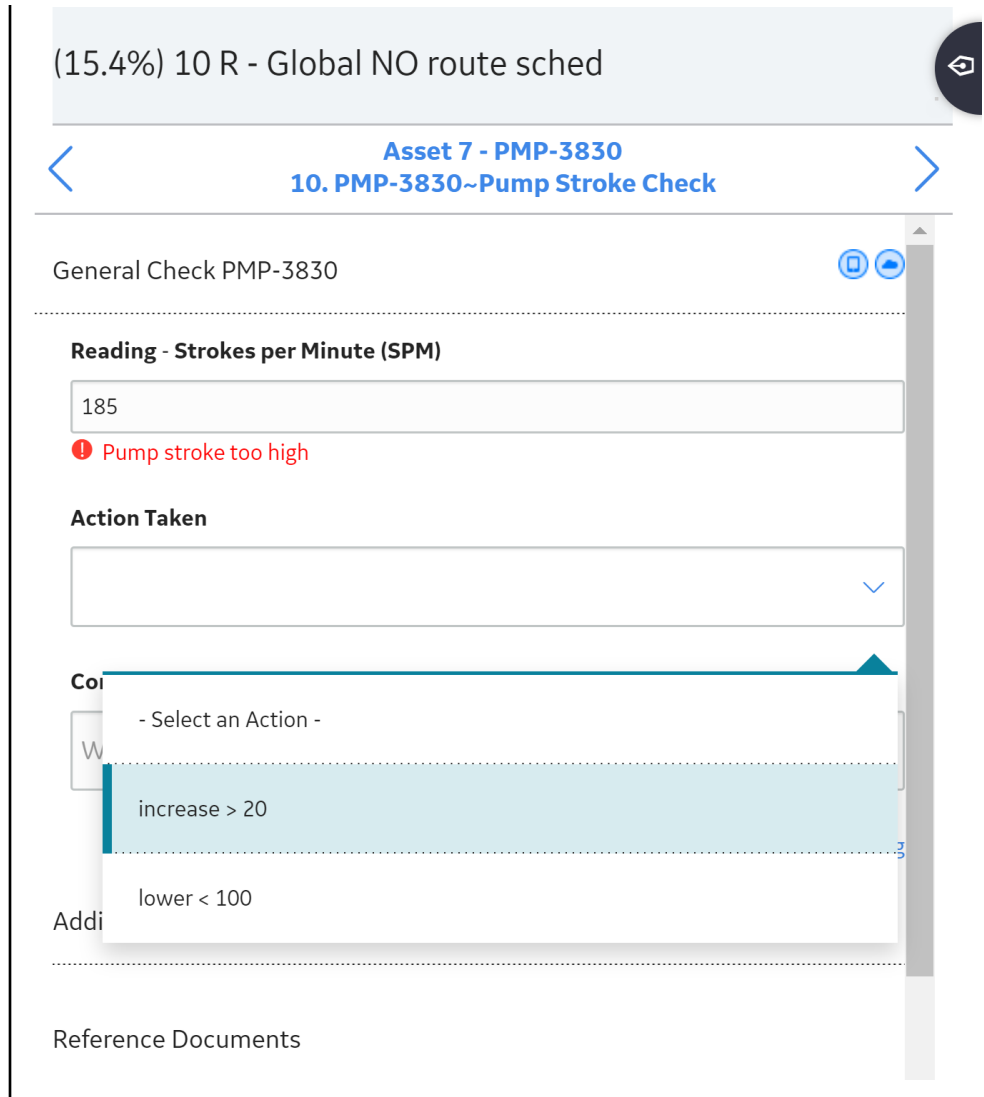 (15.4%) 10 R - Global NO route sched
Asset 7 - PMP-3830
10. PMP-3830~Pump Stroke Check
General Check PMP-3830
Reading - Strokes per Minute (SPM)
185
Pump stroke too high
Action Taken
- Select an Action -
increase > 20
lower < 100
Reference Documents